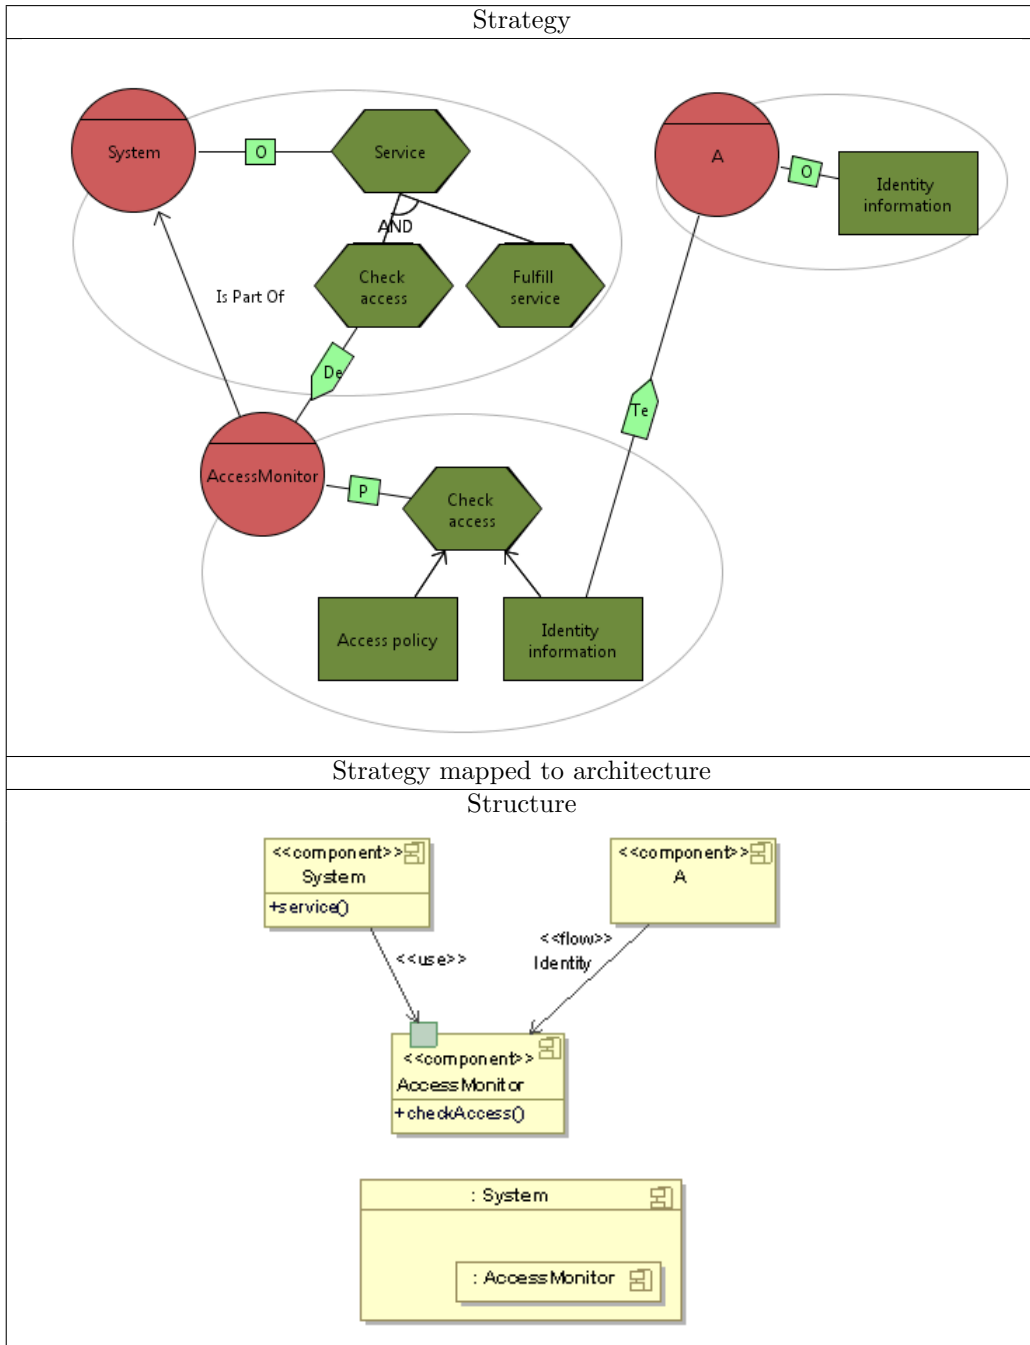 Strategy
System
O
Service
A
O
Identity
information
AND
Check
access
Fulfill
service
Is Part Of
De
Te
AccessMonitor
P
Check
access
Access policy
Identity
information
Strategy mapped to architecture
Structure
<<component>>
System
+service()
<<component>>
A
<<use>>
<<flow>>
Identity
<<component>>
AccessMonitor
+checkAccess()
: System
: AccessMonitor